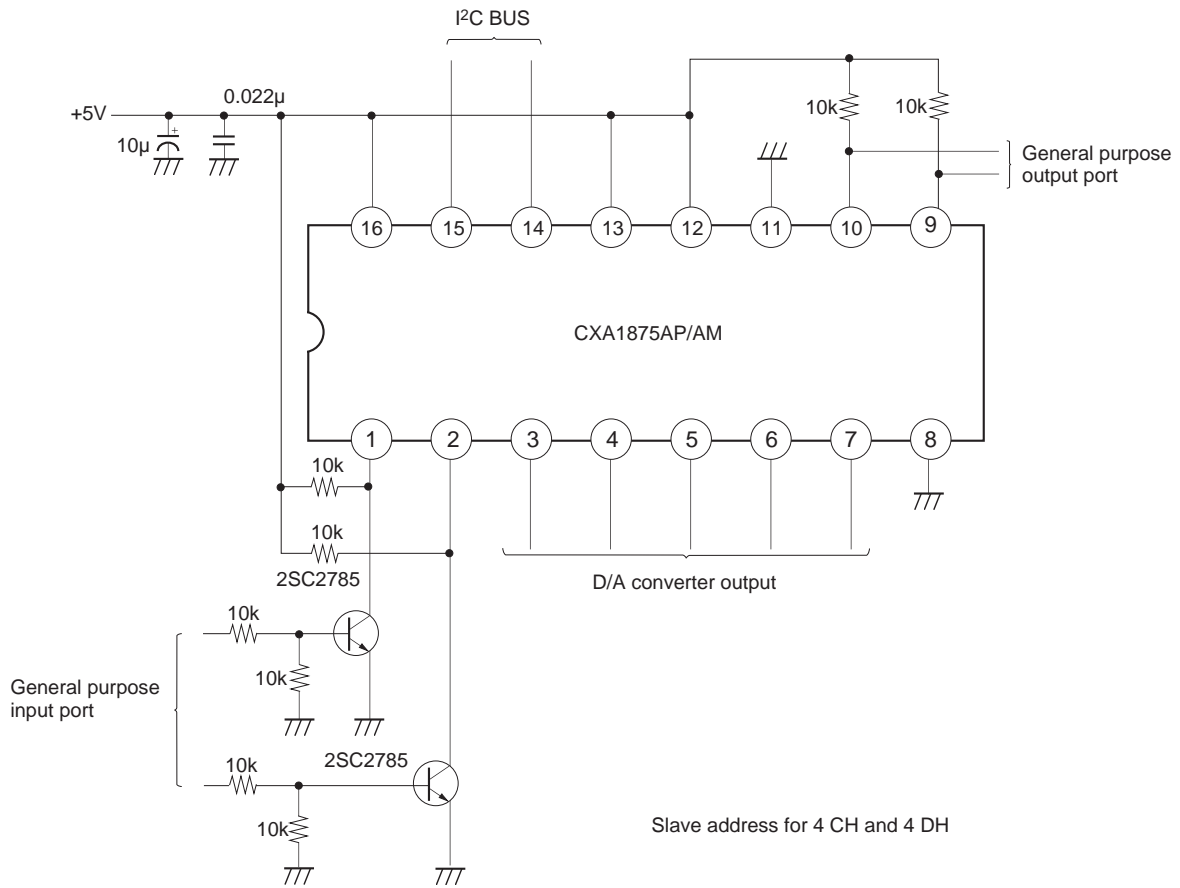 I²C BUS
0.022µ
+5V
10µ
10k
10k
General purpose
output port
16
15
14
13
12
11
10
9
CXA1875AP/AM
1
2
3
4
5
6
7
8
10k
10k
2SC2785
D/A converter output
10k
10k
General purpose
input port
2SC2785
10k
10k
Slave address for 4 CH and 4 DH